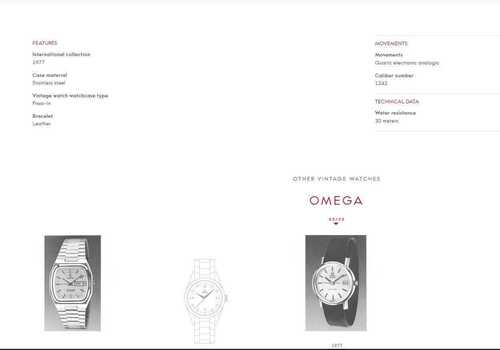 FEATURES
International collection
1977
Case material
Stainless steel
Vintage watch watchcase type
Press-in
Bracelet
Leather
MOVEMENTS
Movements
Quartz electronic analogic
Caliber number
1342
TECHNICAL DATA
Water resistance
30 meters
OTHER VINTAGE WATCHES
OMEGA
1977